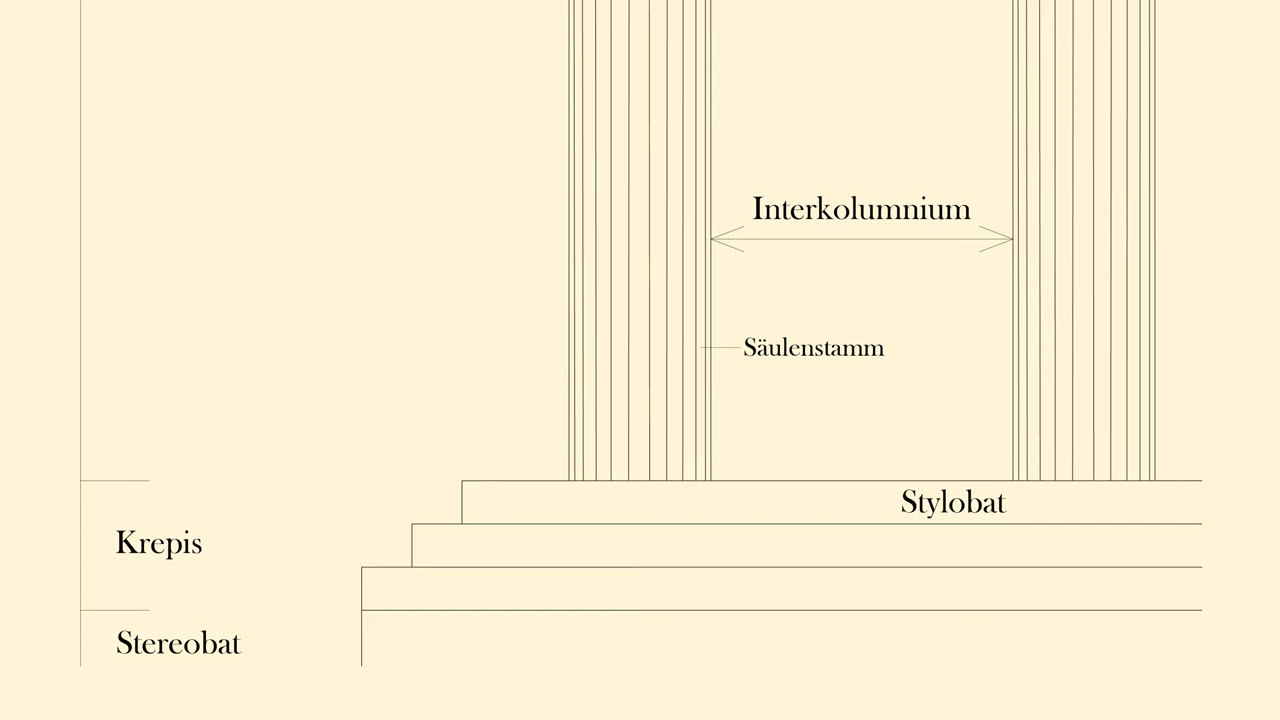 Interkolumnium
Säulenstamm
Stylobat
Krepis
Stereobat